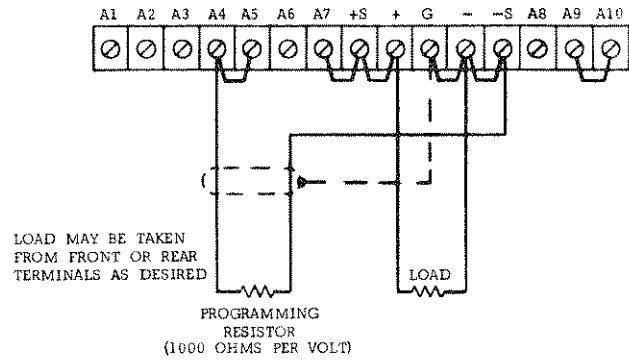 A1 A2 A3 A4 A5 A6 A7 +S + G − −S A8 A9 A10
LOAD MAY BE TAKEN
FROM FRONT OR REAR
TERMINALS AS DESIRED
LOAD
PROGRAMMING
RESISTOR
(1000 OHMS PER VOLT)